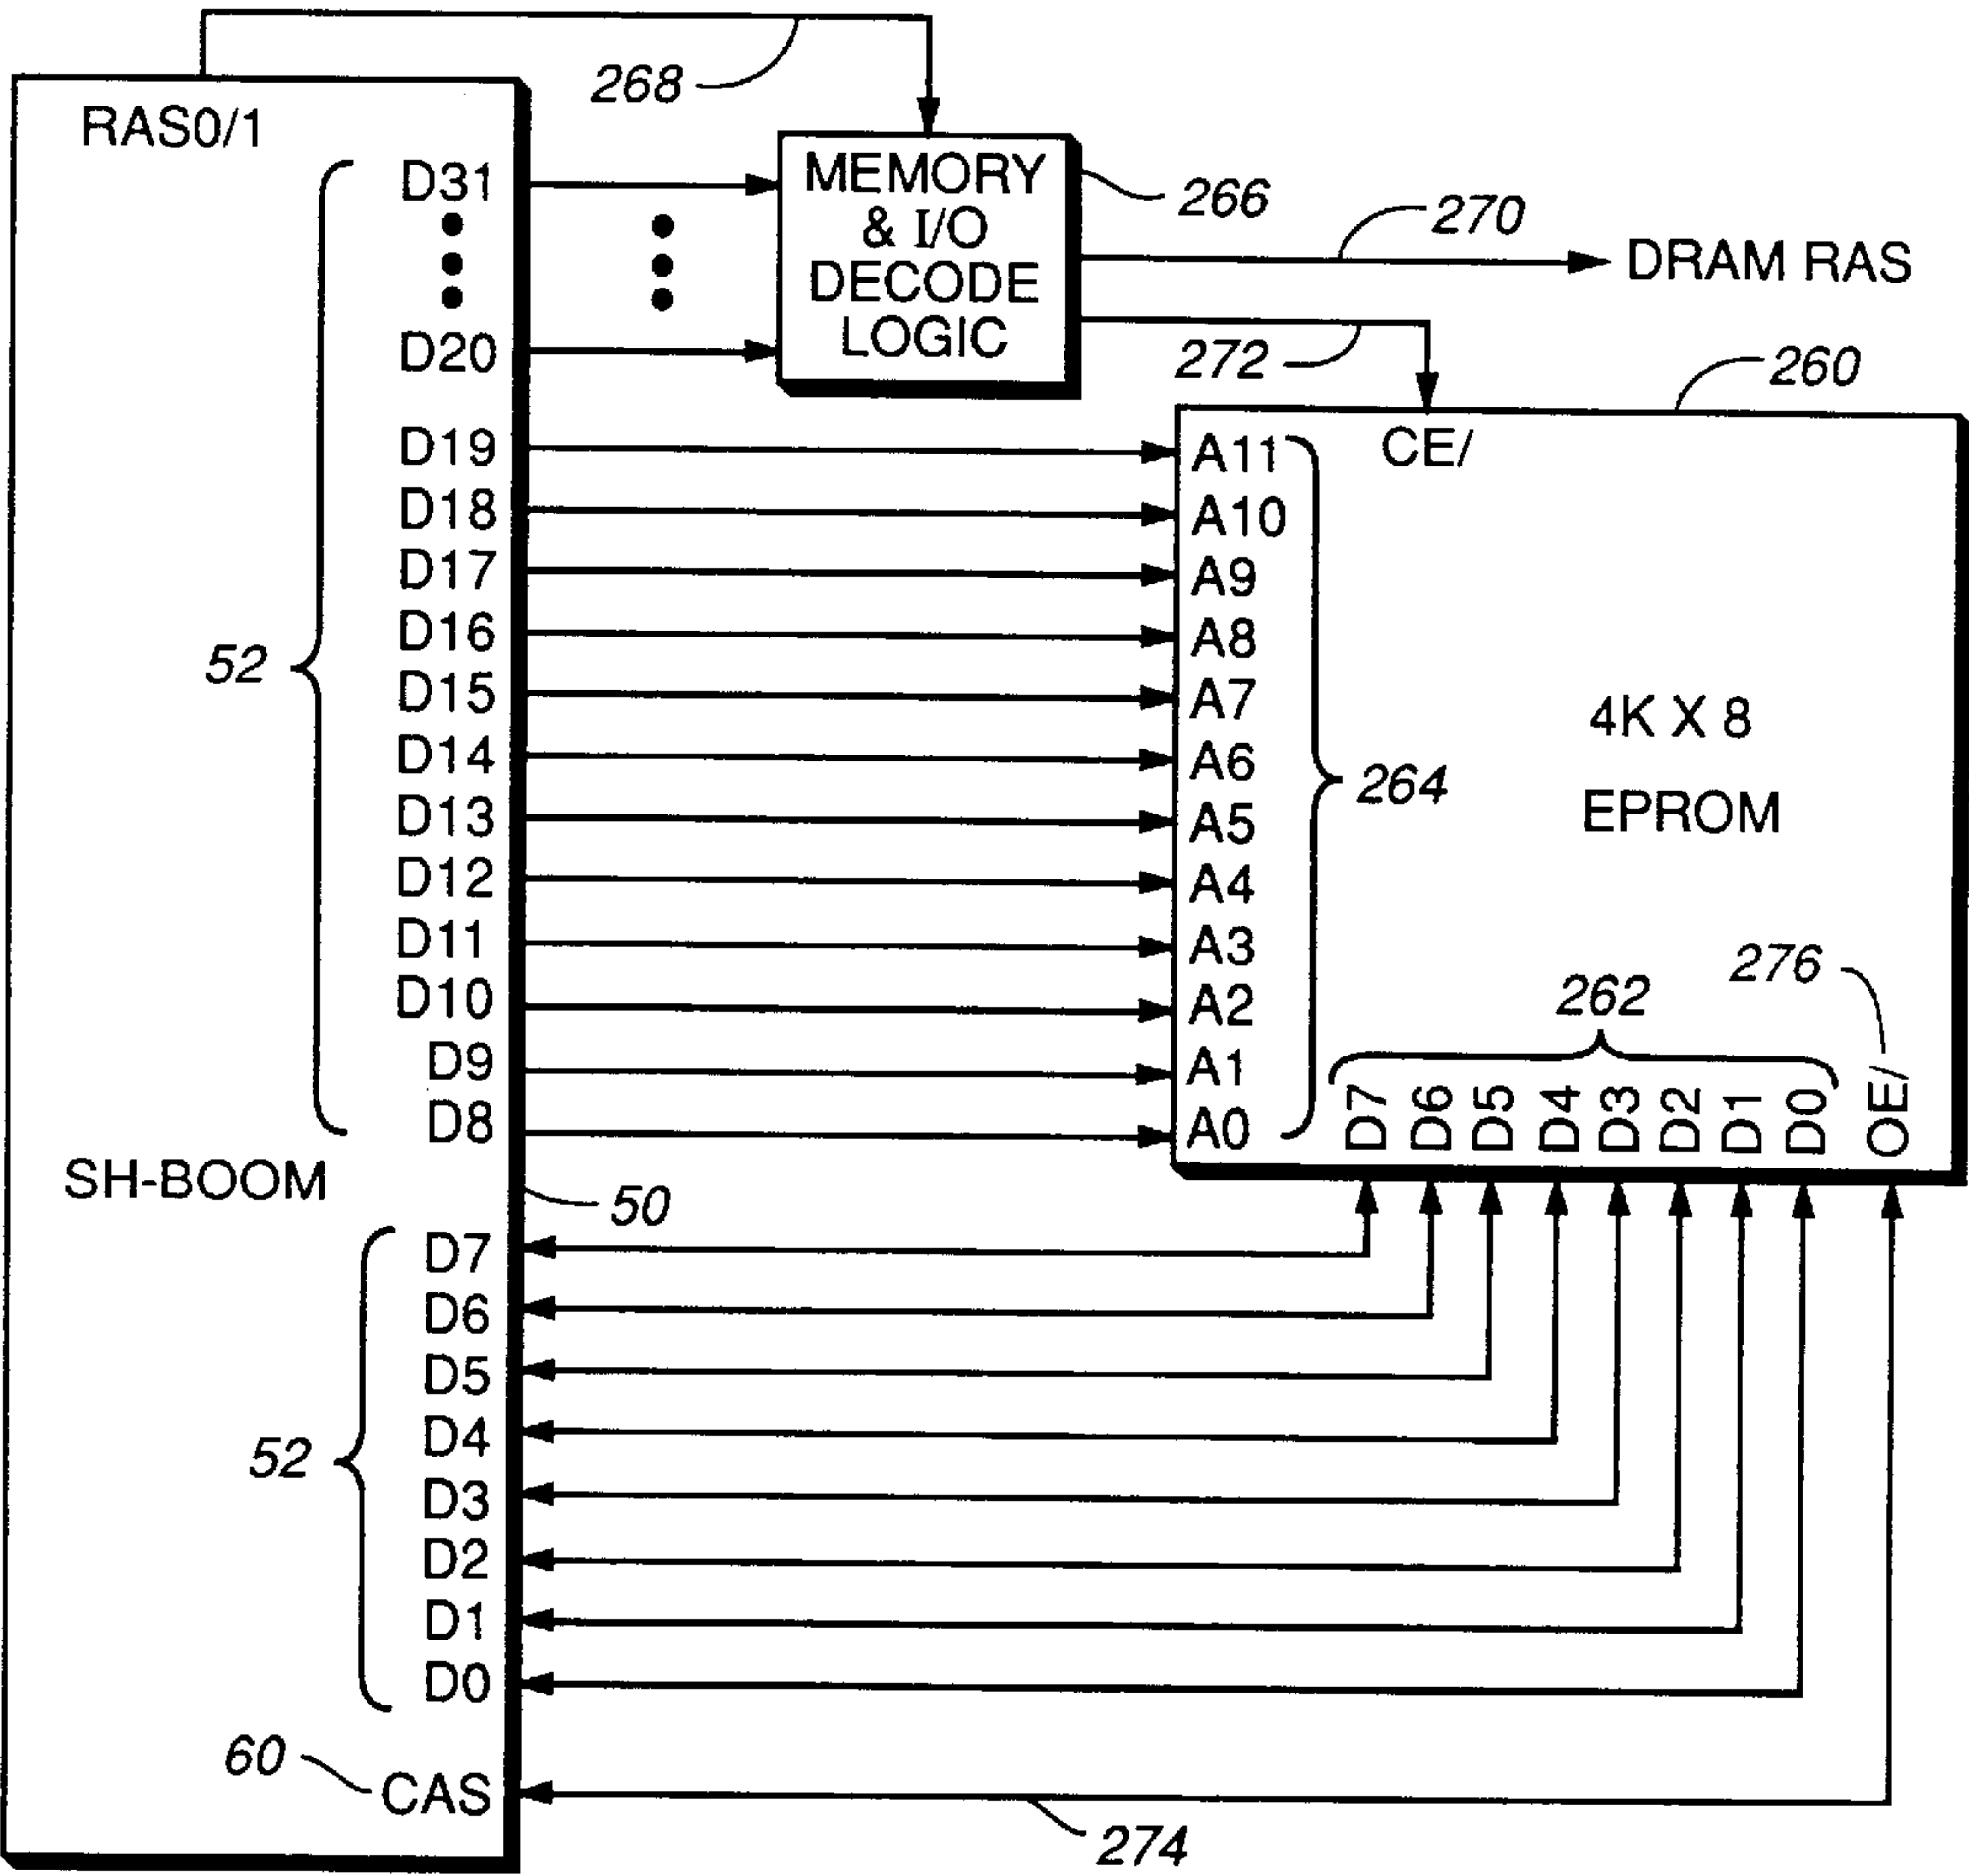 268
RAS0/1
D31
MEMORY
& I/O
DECODE
LOGIC
266
270
DRAM RAS
D20
272
260
D19
A11
CE/
D18
A10
D17
A9
D16
A8
52
D15
A7
4K X 8
D14
A6
264
D13
A5
EPROM
D12
A4
D11
A3
276
D10
A2
262
D9
A1
D8
A0
D7
D6
D5
D4
D3
D2
D1
D0
OE/
SH-BOOM
50
D7
D6
D5
D4
52
D3
D2
D1
D0
60
CAS
274